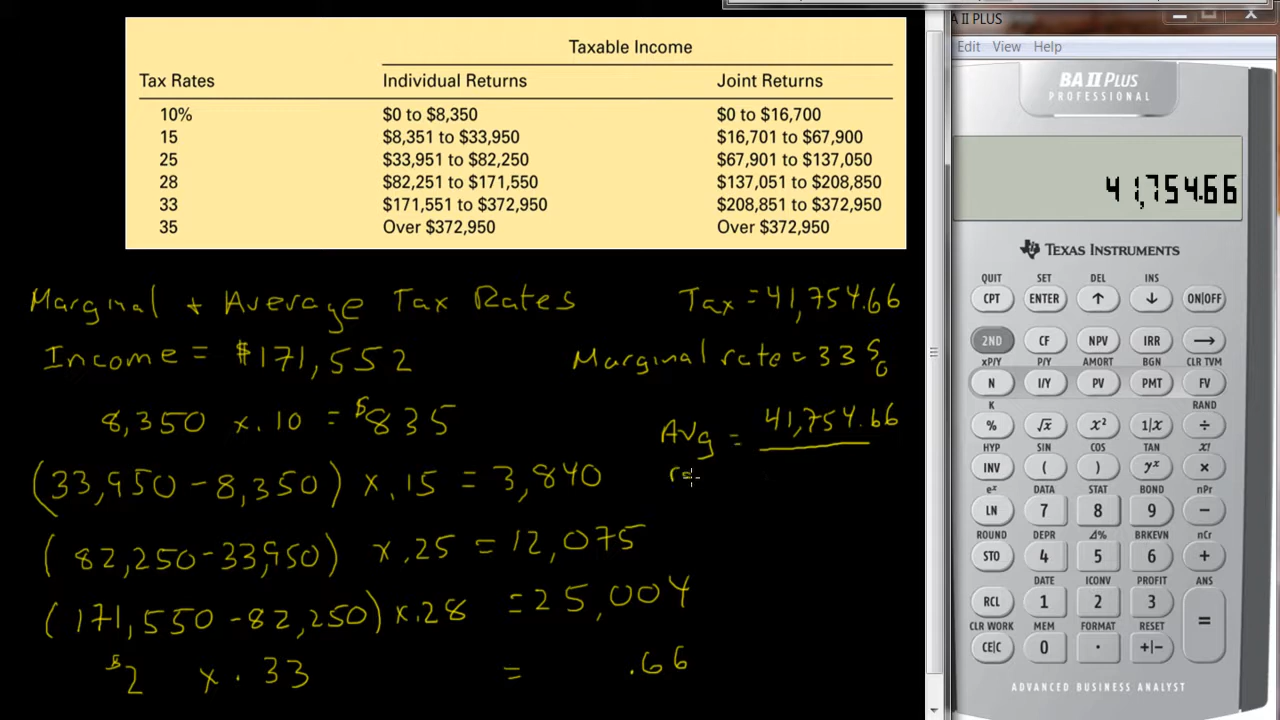 Taxable Income
Tax Rates Individual Returns Joint Returns
10% $0 to $8,350 $0 to $16,700
15 $8,351 to $33,950 $16,701 to $67,900
25 $33,951 to $82,250 $67,901 to $137,050
28 $82,251 to $171,550 $137,051 to $208,850
33 $171,551 to $372,950 $208,851 to $372,950
35 Over $372,950 Over $372,950
Marginal + Average Tax Rates
Income = $171,552
8,350 x .10 = $835
(33,950 - 8,350) x .15 = 3,840
(82,250 - 33,950) x .25 = 12,075
(171,550 - 82,250) x .28 = 25,004
$2 x .33 = .66
Tax = 41,754.66
Marginal rate = 33%
Avg = 41,754.66
r
BA II PLUS
Edit View Help
BA II PLUS
PROFESSIONAL
41,754.66
TEXAS INSTRUMENTS
QUIT SET DEL INS
CPT ENTER ↑ ↓ ON|OFF
2ND CF NPV IRR →
xP/Y P/Y AMORT BGN CLR TVM
N I/Y PV PMT FV
K RAND
% √x x² 1/x ÷
HYP SIN COS TAN x!
INV ( ) yˣ ×
eˣ DATA STAT BOND nPr
LN 7 8 9 −
ROUND DEPR Δ% BRKEVN nCr
STO 4 5 6 +
DATE ICONV PROFIT ANS
RCL 1 2 3 =
CLR WORK MEM FORMAT RESET
CE|C 0 . +|−
ADVANCED BUSINESS ANALYST